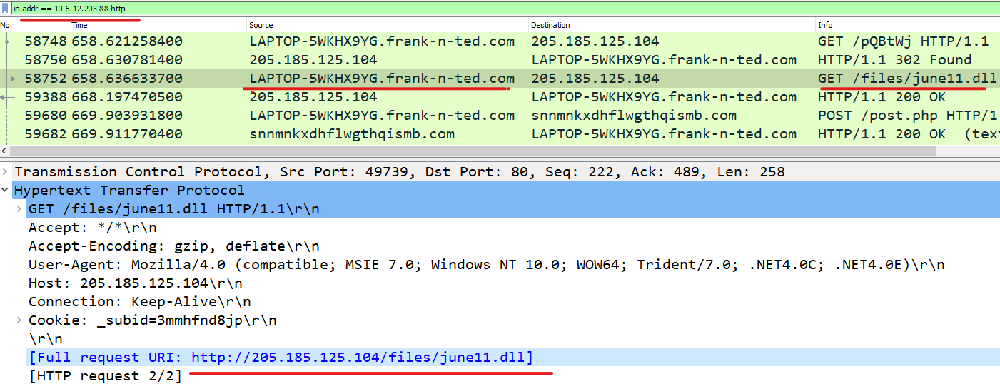 ip.addr == 10.6.12.203 && http
No. Time Source Destination Info
58748 658.621258400 LAPTOP-5WKHX9YG.frank-n-ted.com 205.185.125.104 GET /pQBtWj HTTP/1.1
58750 658.630781400 205.185.125.104 LAPTOP-5WKHX9YG.frank-n-ted.com HTTP/1.1 302 Found
58752 658.636633700 LAPTOP-5WKHX9YG.frank-n-ted.com 205.185.125.104 GET /files/june11.dll
59388 668.197470500 205.185.125.104 LAPTOP-5WKHX9YG.frank-n-ted.com HTTP/1.1 200 OK
59680 669.903931800 LAPTOP-5WKHX9YG.frank-n-ted.com snnmnkxdhflwgthqismb.com POST /post.php HTTP/1
59682 669.911770400 snnmnkxdhflwgthqismb.com LAPTOP-5WKHX9YG.frank-n-ted.com HTTP/1.1 200 OK (tex
Transmission Control Protocol, Src Port: 49739, Dst Port: 80, Seq: 222, Ack: 489, Len: 258
Hypertext Transfer Protocol
GET /files/june11.dll HTTP/1.1\r\n
Accept: */*\r\n
Accept-Encoding: gzip, deflate\r\n
User-Agent: Mozilla/4.0 (compatible; MSIE 7.0; Windows NT 10.0; WOW64; Trident/7.0; .NET4.0C; .NET4.0E)\r\n
Host: 205.185.125.104\r\n
Connection: Keep-Alive\r\n
Cookie: _subid=3mmhfnd8jp\r\n
\r\n
[Full request URI: http://205.185.125.104/files/june11.dll]
[HTTP request 2/2]